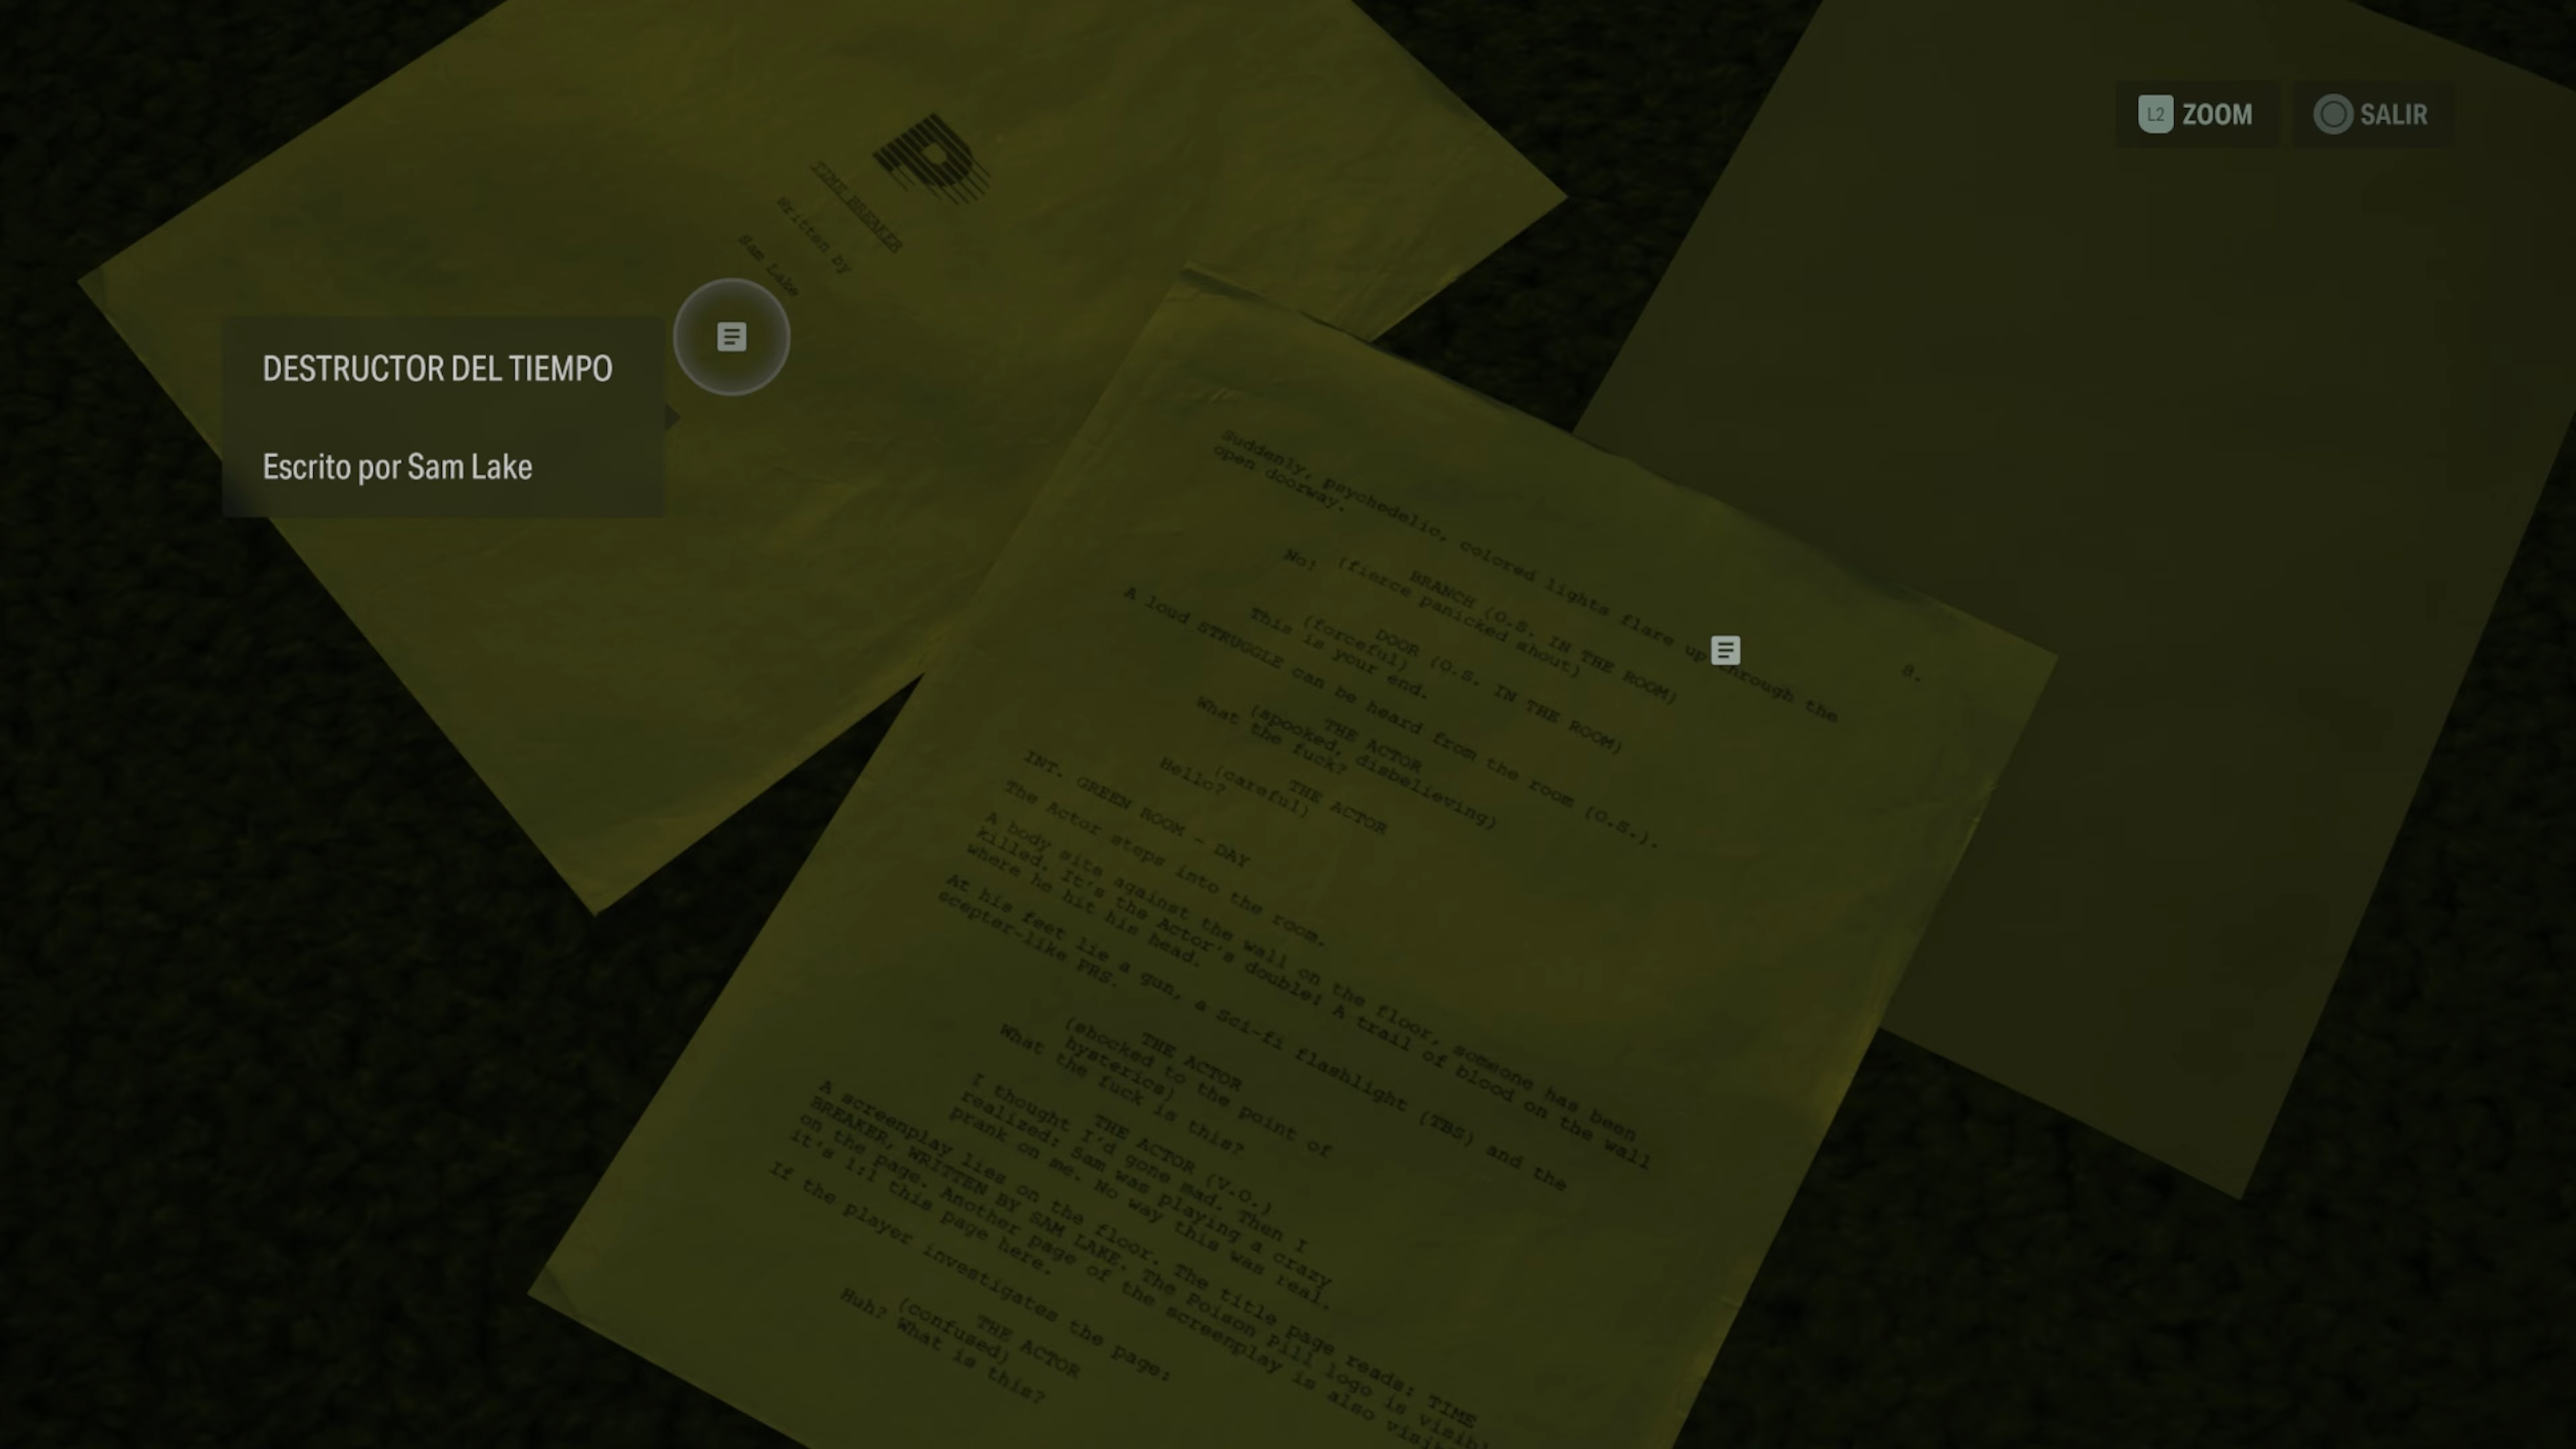 L2 ZOOM
SALIR
P
TIME BREAKER
Written by
Sam Lake
DESTRUCTOR DEL TIEMPO
Escrito por Sam Lake
a.
Suddenly, psychedelic, colored lights flare up through the
open doorway.
BRANCH (O.S. IN THE ROOM)
(fierce panicked shout)
No!
DOOR (O.S. IN THE ROOM)
(forceful)
This is your end.
A loud STRUGGLE can be heard from the room (O.S.).
THE ACTOR
(spooked, disbelieving)
What the fuck?
THE ACTOR
(careful)
Hello?
INT. GREEN ROOM - DAY
The Actor steps into the room.
A body sits against the wall on the floor, someone has been
killed. It's the Actor's double! A trail of blood on the wall
where he hit his head.
At his feet lie a gun, a Sci-fi flashlight (TBS) and the
scepter-like PRS.
THE ACTOR
(shocked to the point of
hysterics)
What the fuck is this?
THE ACTOR (V.O.)
I thought I'd gone mad. Then I
realized: Sam was playing a crazy
prank on me. No way this was real.
A screenplay lies on the floor. The title page reads: TIME
BREAKER, WRITTEN BY SAM LAKE. The Poison Pill logo is
on the page. Another page of the screenplay is also
it's 1:1 this page here.
If the player investigates the page:
THE ACTOR
(confused)
Huh? What is this?